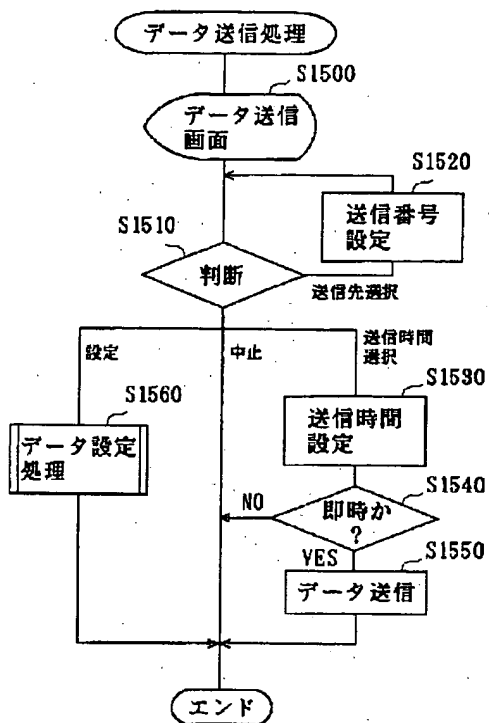 データ送信処理
S1500
データ送信
画面
S1520
送信番号
設定
S1510
判断
送信先選択
設定
中止
送信時間
選択
S1560
データ設定
処理
S1530
送信時間
設定
S1540
NO
即時か
?
YES
S1550
データ送信
エンド